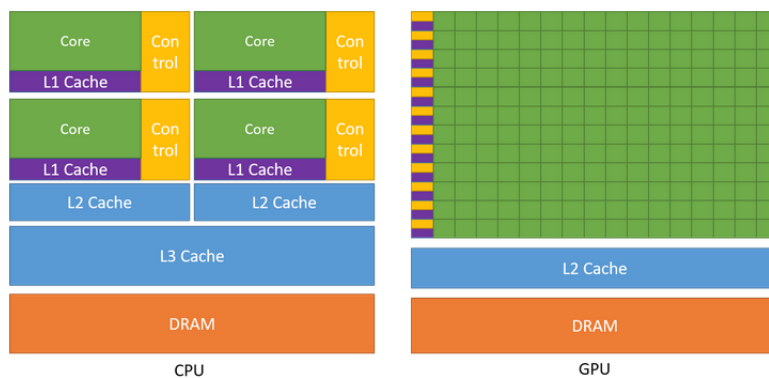 Core
Con
trol
Core
Con
trol
L1 Cache
L1 Cache
Core
Con
trol
Core
Con
trol
L1 Cache
L1 Cache
L2 Cache
L2 Cache
L3 Cache
DRAM
CPU
L2 Cache
DRAM
GPU